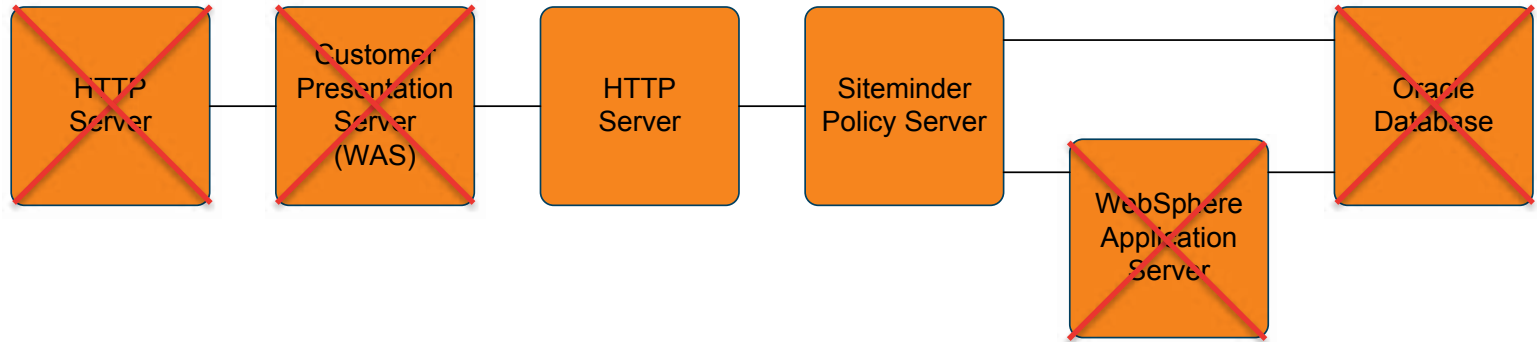 HTTP
Server
Customer
Presentation
Server
(WAS)
HTTP
Server
Siteminder
Policy Server
WebSphere
Application
Server
Oracle
Database